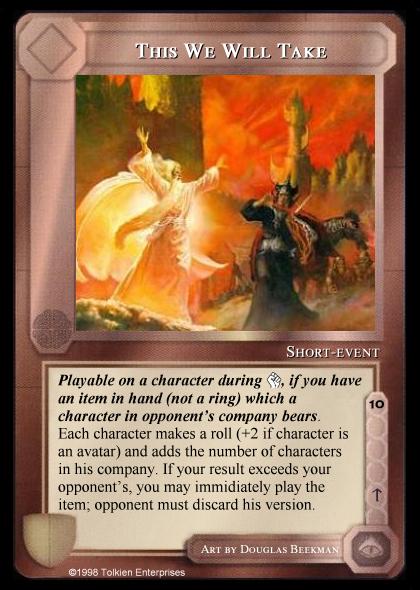 This We Will Take
Short-event
Playable on a character during , if you have
an item in hand (not a ring) which a
character in opponent's company bears.
Each character makes a roll (+2 if character is
an avatar) and adds the number of characters
in his company. If your result exceeds your
opponent's, you may immidiately play the
item; opponent must discard his version.
10
↑
Art by Douglas Beekman
©1998 Tolkien Enterprises